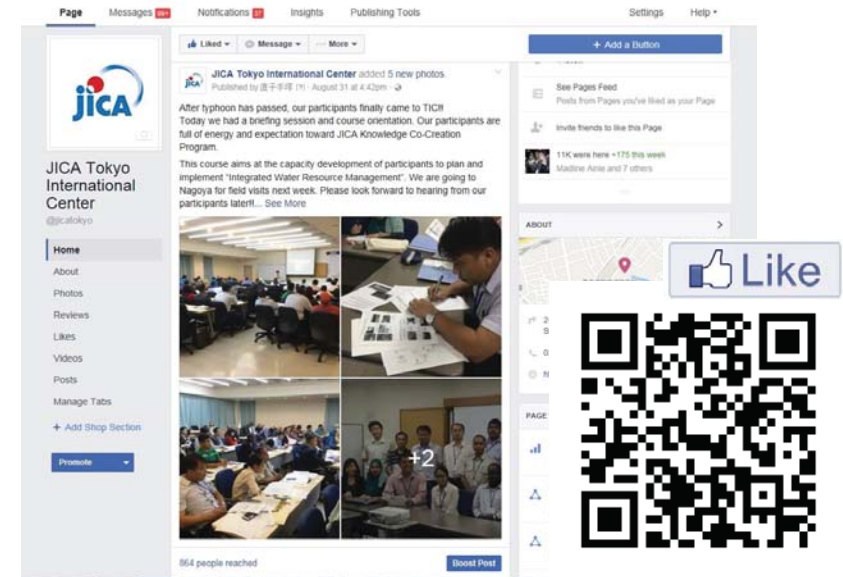 Page Messages 99+ Notifications 37 Insights Publishing Tools Settings Help
Liked Message More
+ Add a Button
JICA
JICA Tokyo
International
Center
@jicatokyo
Home
About
Photos
Reviews
Likes
Videos
Posts
Manage Tabs
+ Add Shop Section
Promote
JICA Tokyo International Center added 5 new photos.
Published by 直子手塚 [?] · August 31 at 4:42pm ·
After typhoon has passed, our participants finally came to TIC!!
Today we had a briefing session and course orientation. Our participants are
full of energy and expectation toward JICA Knowledge Co-Creation
Program.
This course aims at the capacity development of participants to plan and
implement "Integrated Water Resource Management". We are going to
Nagoya for field visits next week. Please look forward to hearing from our
participants later!!... See More
+2
864 people reached
Boost Post
See Pages Feed
Posts from Pages you've liked as your Page
Invite friends to like this Page
11K were here +175 this week
and 7 others
ABOUT
Like
PAGE